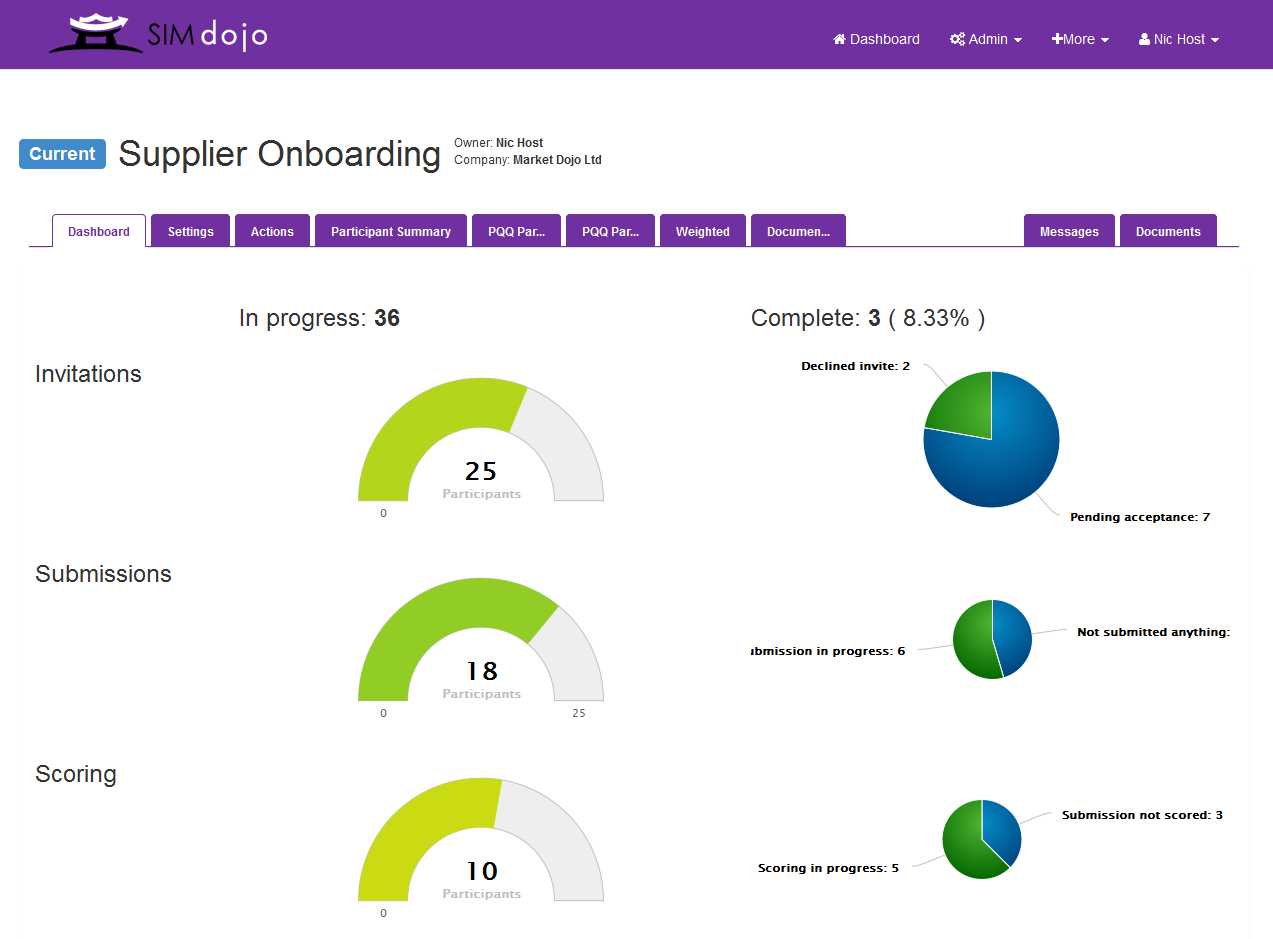 SIM dojo
Dashboard Admin +More Nic Host
Current Supplier Onboarding
Owner: Nic Host
Company: Market Dojo Ltd
Dashboard Settings Actions Participant Summary PQQ Par... PQQ Par... Weighted Documen... Messages Documents
In progress: 36 Complete: 3 ( 8.33% )
Invitations
25
Participants
0
Declined invite: 2
Pending acceptance: 7
Submissions
18
Participants
0 25
ubmission in progress: 6
Not submitted anything:
Scoring
10
Participants
0
Submission not scored: 3
Scoring in progress: 5